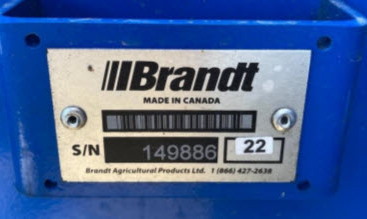 Brandt
MADE IN CANADA
S/N 149886 22
Brandt Agricultural Products Ltd. 1 (866) 427-2638